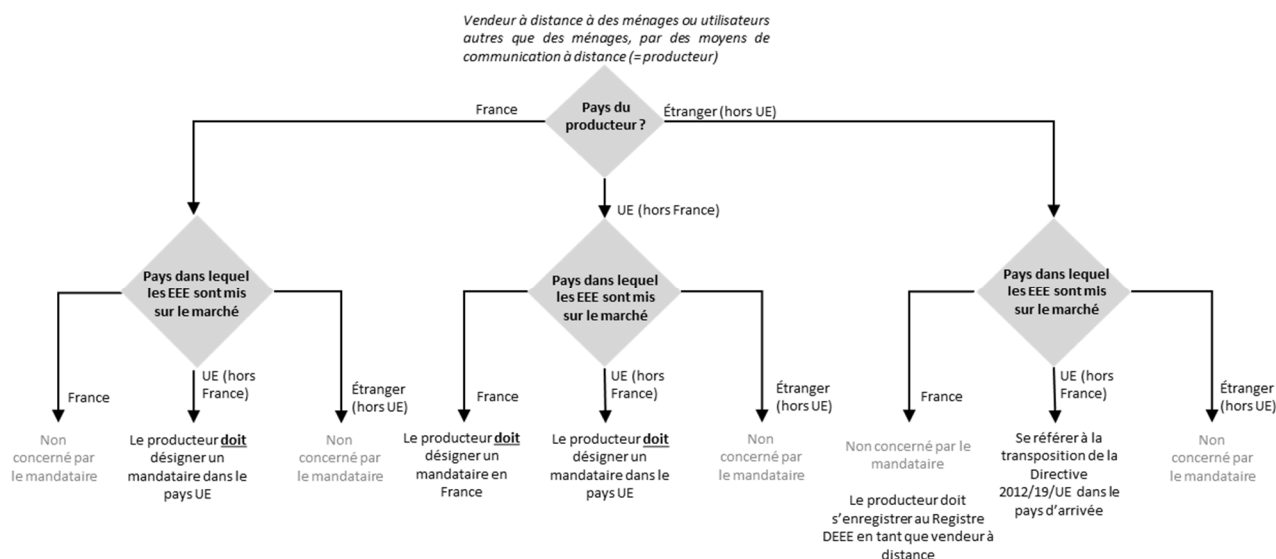 Vendeur à distance à des ménages ou utilisateurs
autres que des ménages, par des moyens de
communication à distance (=producteur)
France
Pays du
producteur ?
Étranger (hors UE)
UE (hors France)
Pays dans lequel
les EEE sont mis
sur le marché
Pays dans lequel
les EEE sont mis
sur le marché
Pays dans lequel
les EEE sont mis
sur le marché
France
UE (hors
France)
Étranger
(hors UE)
France
UE (hors
France)
Étranger
(hors UE)
France
UE (hors
France)
Étranger
(hors UE)
Non
concerné par
le mandataire
Le producteur doit
désigner un
mandataire dans le
pays UE
Non
concerné par
le mandataire
Le producteur doit
désigner un
mandataire en
France
Le producteur doit
désigner un
mandataire dans le
pays UE
Non
concerné par
le mandataire
Non concerné par le
mandataire
Le producteur doit
s’enregistrer au Registre
DEEE en tant que vendeur à
distance
Se référer à la
transposition de la
Directive
2012/19/UE dans le
pays d’arrivée
Non
concerné par
le mandataire